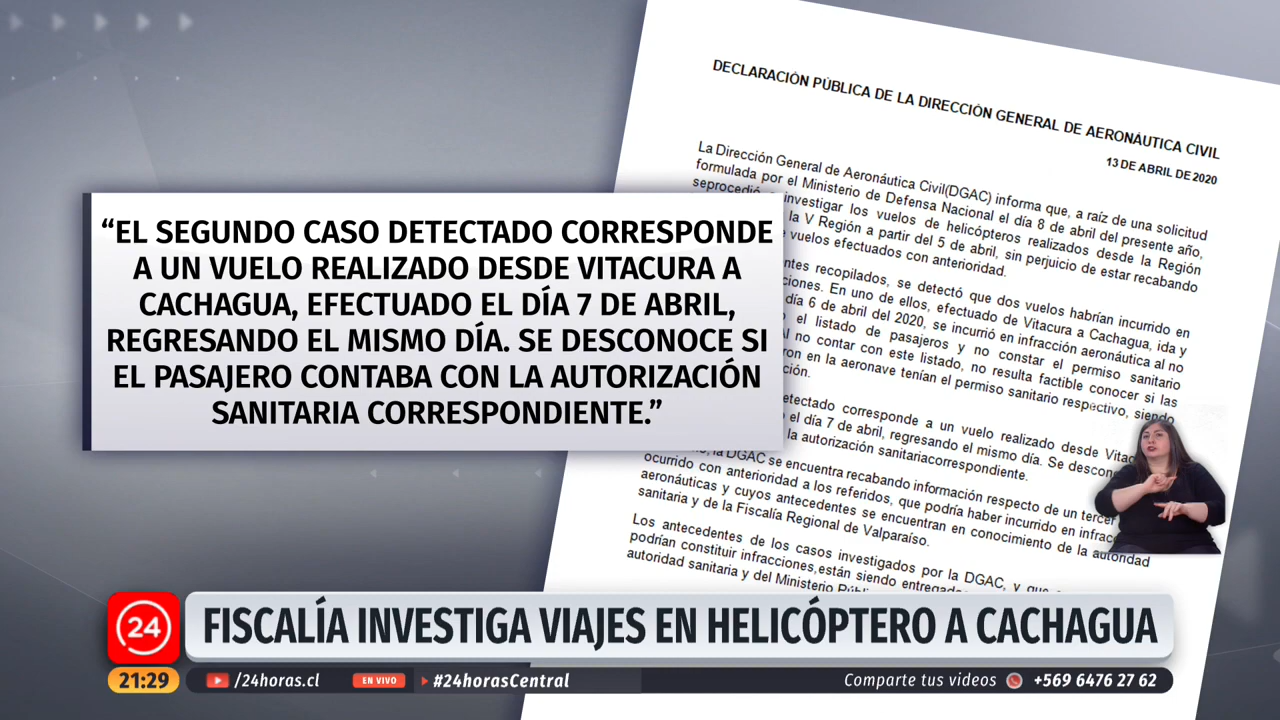 DECLARACIÓN PÚBLICA DE LA DIRECCIÓN GENERAL DE AERONÁUTICA CIVIL
13 DE ABRIL DE 2020
La Dirección General de Aeronáutica Civil(DGAC) informa que, a raíz de una solicitud
formulada por el Ministerio de Defensa Nacional el día 8 de abril del presente año,
seprocedió investigar los vuelos de helicópteros realizados desde la Región
la V Región a partir del 5 de abril, sin perjuicio de estar recabando
vuelos efectuados con anterioridad.
recopilados, se detectó que dos vuelos habrían incurrido en
En uno de ellos, efectuado de Vitacura a Cachagua, ida y
día 6 de abril del 2020, se incurrió en infracción aeronáutica al no
el listado de pasajeros y no constar el permiso sanitario
no contar con este listado, no resulta factible conocer si las
en la aeronave tenían el permiso sanitario respectivo, siendo
corresponde a un vuelo realizado desde
el día 7 de abril, regresando el mismo día. Se
la autorización sanitariacorrespondiente.
la DGAC se encuentra recabando información respecto de un
ocurrido con anterioridad a los referidos, que podría haber incurrido en
aeronáuticas y cuyos antecedentes se encuentran en conocimiento de la autoridad
sanitaria y de la Fiscalía Regional de Valparaíso.
Los antecedentes de los casos investigados por la DGAC, y que
podrían constituir infracciones,están siendo
autoridad sanitaria y del Ministerio
“EL SEGUNDO CASO DETECTADO CORRESPONDE
A UN VUELO REALIZADO DESDE VITACURA A
CACHAGUA, EFECTUADO EL DÍA 7 DE ABRIL,
REGRESANDO EL MISMO DÍA. SE DESCONOCE SI
EL PASAJERO CONTABA CON LA AUTORIZACIÓN
SANITARIA CORRESPONDIENTE.”
24
FISCALÍA INVESTIGA VIAJES EN HELICÓPTERO A CACHAGUA
21:29 /24horas.cl EN VIVO #24horasCentral Comparte tus videos +569 6476 27 62